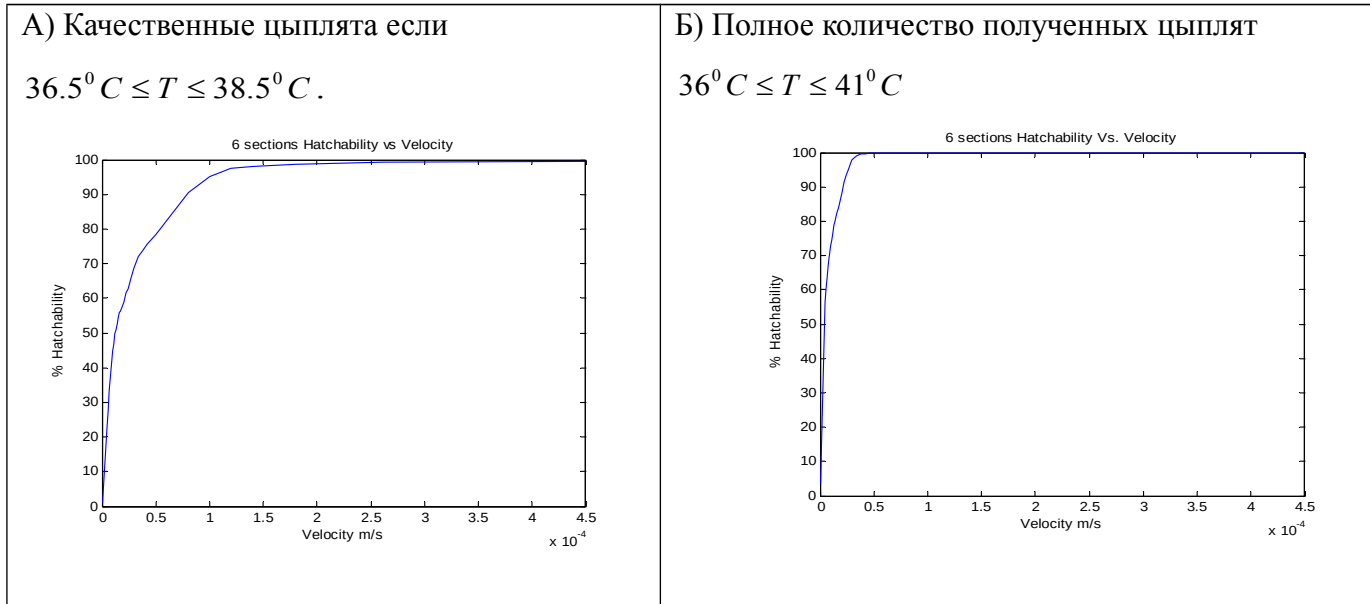 А) Качественные цыплята если
36.5⁰ C ≤ T ≤ 38.5⁰ C .
6 sections Hatchability vs Velocity
100
90
80
70
60
50
40
30
20
10
0
% Hatchability
0 0.5 1 1.5 2 2.5 3 3.5 4 4.5
Velocity m/s
x 10⁻⁴
Б) Полное количество полученных цыплят
36⁰ C ≤ T ≤ 41⁰ C
6 sections Hatchability Vs. Velocity
100
90
80
70
60
50
40
30
20
10
0
% Hatchability
0 0.5 1 1.5 2 2.5 3 3.5 4 4.5
Velocity m/s
x 10⁻⁴